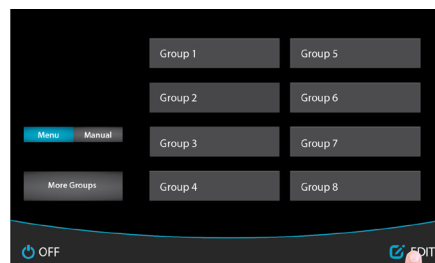 Group 1
Group 5
Group 2
Group 6
Menu
Manual
Group 3
Group 7
More Groups
Group 4
Group 8
OFF
EDIT